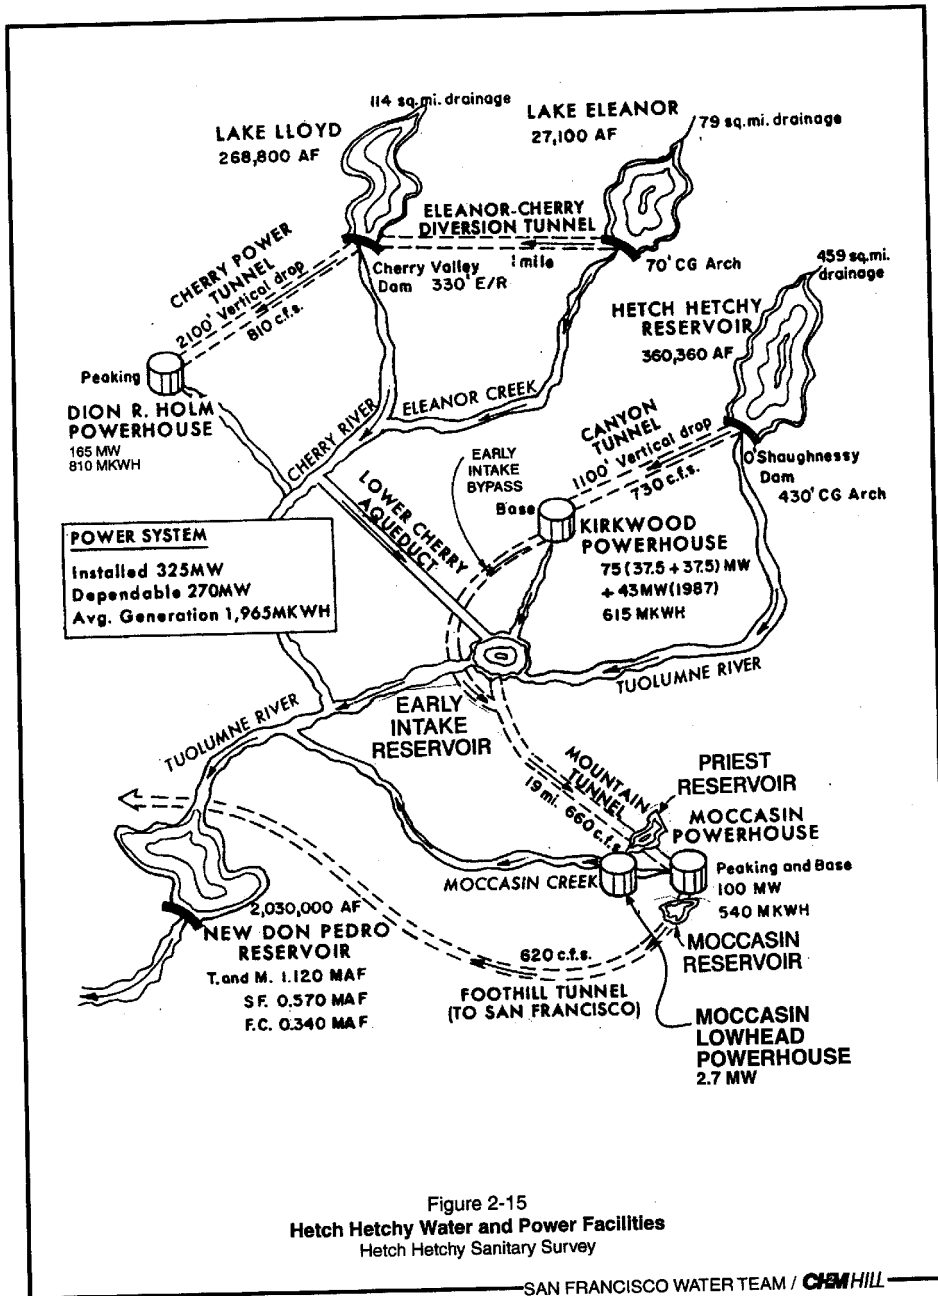 114 sq.mi. drainage
LAKE LLOYD
268,800 AF
LAKE ELEANOR
27,100 AF
79 sq.mi. drainage
ELEANOR-CHERRY
DIVERSION TUNNEL
1 mile
CHERRY POWER
TUNNEL
2100' Vertical drop
810 c.f.s.
Cherry Valley
Dam 330' E/R
70' CG Arch
459 sq.mi.
drainage
HETCH HETCHY
RESERVOIR
360,360 AF
Peaking
DION R. HOLM
POWERHOUSE
165 MW
810 MKWH
CHERRY RIVER
ELEANOR CREEK
CANYON
TUNNEL
1100' Vertical drop
730 c.f.s.
O'Shaughnessy
Dam
430' CG Arch
EARLY
INTAKE
BYPASS
LOWER CHERRY
AQUEDUCT
Base
KIRKWOOD
POWERHOUSE
75 (37.5 + 37.5) MW
+ 43MW (1987)
615 MKWH
POWER SYSTEM
Installed 325MW
Dependable 270MW
Avg. Generation 1,965MKWH
TUOLUMNE RIVER
EARLY
INTAKE
RESERVOIR
TUOLUMNE RIVER
MOUNTAIN
TUNNEL
19 mi. 660 c.f.s.
PRIEST
RESERVOIR
MOCCASIN
POWERHOUSE
Peaking and Base
100 MW
540 MKWH
MOCCASIN CREEK
MOCCASIN
RESERVOIR
2,030,000 AF
NEW DON PEDRO
RESERVOIR
T. and M. 1.120 MAF
S.F. 0.570 MAF
F.C. 0.340 MAF
620 c.f.s.
FOOTHILL TUNNEL
(TO SAN FRANCISCO)
MOCCASIN
LOWHEAD
POWERHOUSE
2.7 MW
Figure 2-15
Hetch Hetchy Water and Power Facilities
Hetch Hetchy Sanitary Survey
SAN FRANCISCO WATER TEAM / CH2M HILL